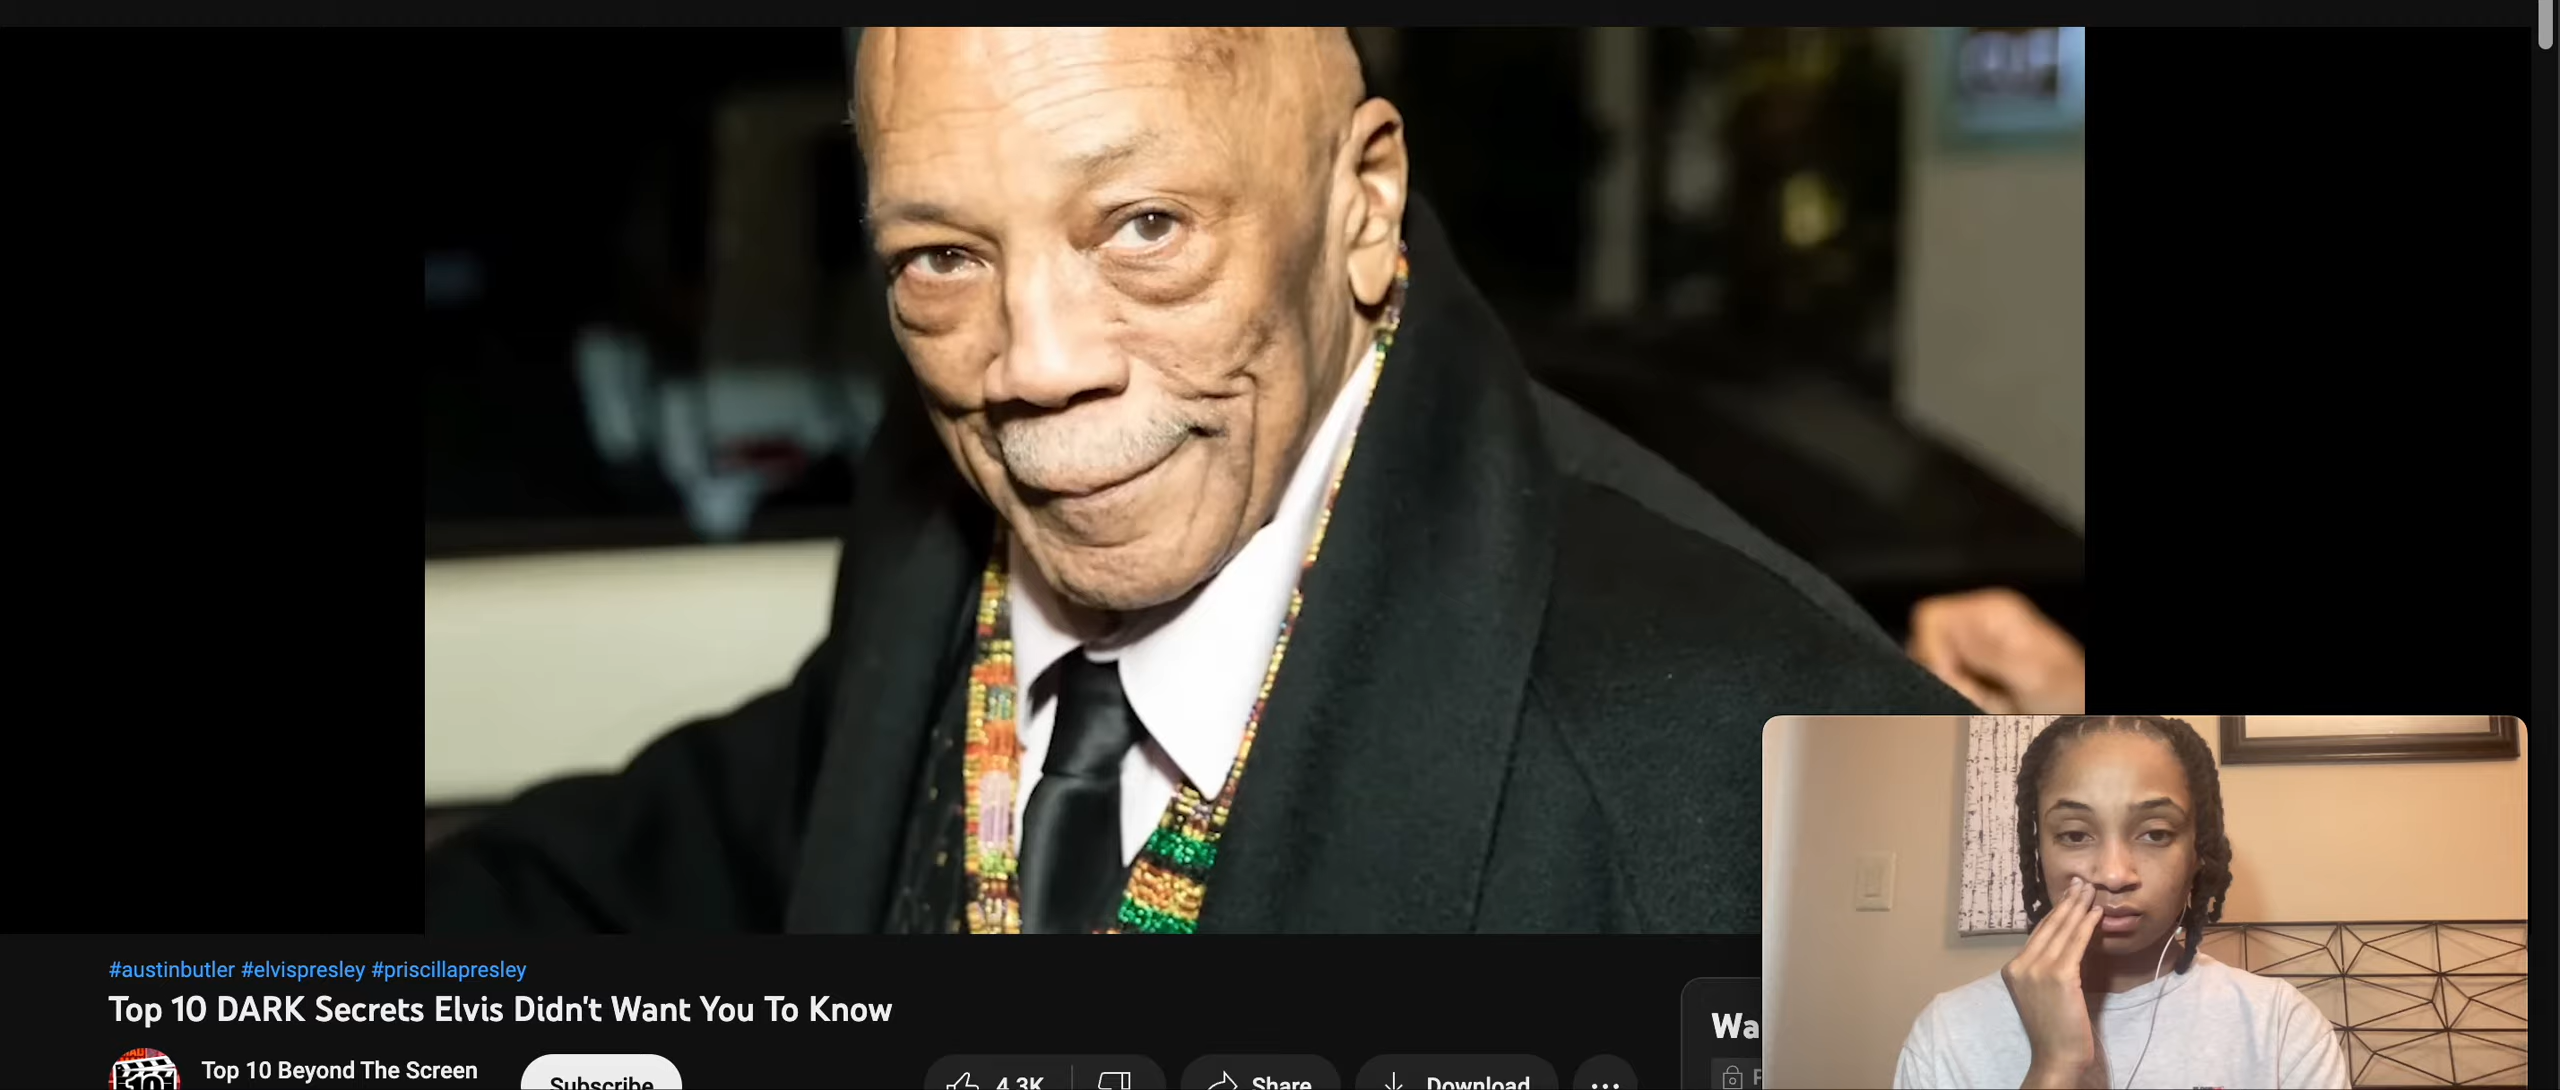 #austinbutler #elvispresley #priscillapresley
Top 10 DARK Secrets Elvis Didn't Want You To Know
Top 10 Beyond The Screen
Subscribe
4.3K
Share
Download
Wa